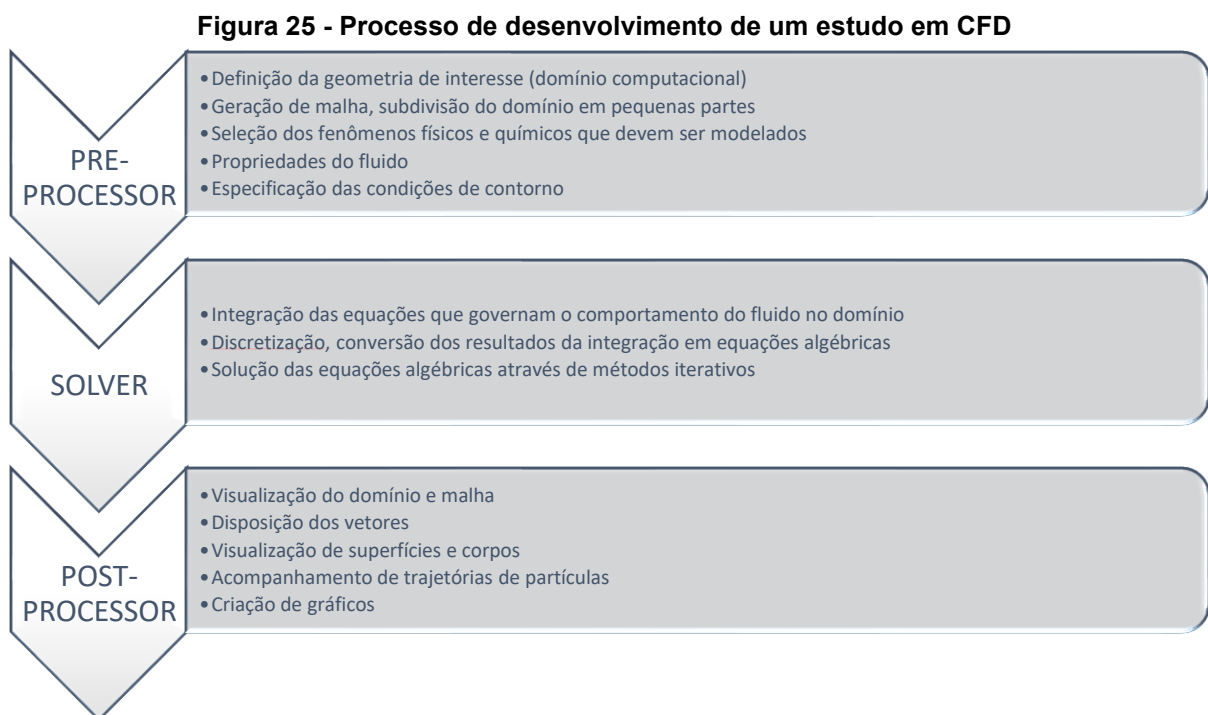 Figura 25 - Processo de desenvolvimento de um estudo em CFD
PRE-
PROCESSOR
•Definição da geometria de interesse (domínio computacional)
•Geração de malha, subdivisão do domínio em pequenas partes
•Seleção dos fenômenos físicos e químicos que devem ser modelados
•Propriedades do fluido
•Especificação das condições de contorno
SOLVER
•Integração das equações que governam o comportamento do fluido no domínio
•Discretização, conversão dos resultados da integração em equações algébricas
•Solução das equações algébricas através de métodos iterativos
POST-
PROCESSOR
•Visualização do domínio e malha
•Disposição dos vetores
•Visualização de superfícies e corpos
•Acompanhamento de trajetórias de partículas
•Criação de gráficos